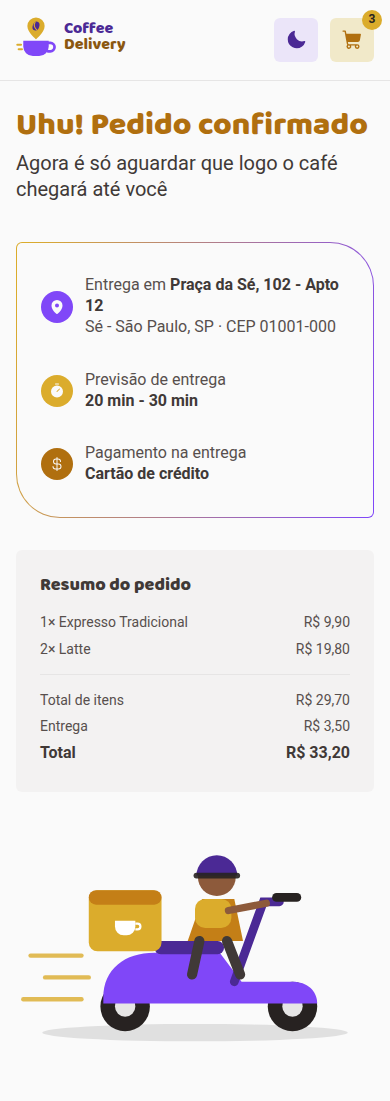 Coffee
Delivery
3
Uhu! Pedido confirmado
Agora é só aguardar que logo o café
chegará até você
Entrega em Praça da Sé, 102 - Apto
12
Sé - São Paulo, SP · CEP 01001-000
Previsão de entrega
20 min - 30 min
$
Pagamento na entrega
Cartão de crédito
Resumo do pedido
1× Expresso Tradicional R$ 9,90
2× Latte R$ 19,80
Total de itens R$ 29,70
Entrega R$ 3,50
Total R$ 33,20